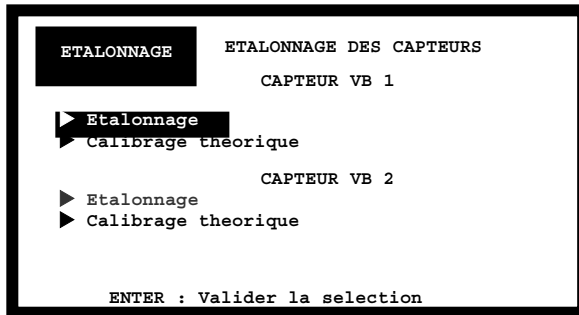 ETALONNAGE
ETALONNAGE DES CAPTEURS
CAPTEUR VB 1
Etalonnage
Calibrage theorique
CAPTEUR VB 2
Etalonnage
Calibrage theorique
ENTER : Valider la selection